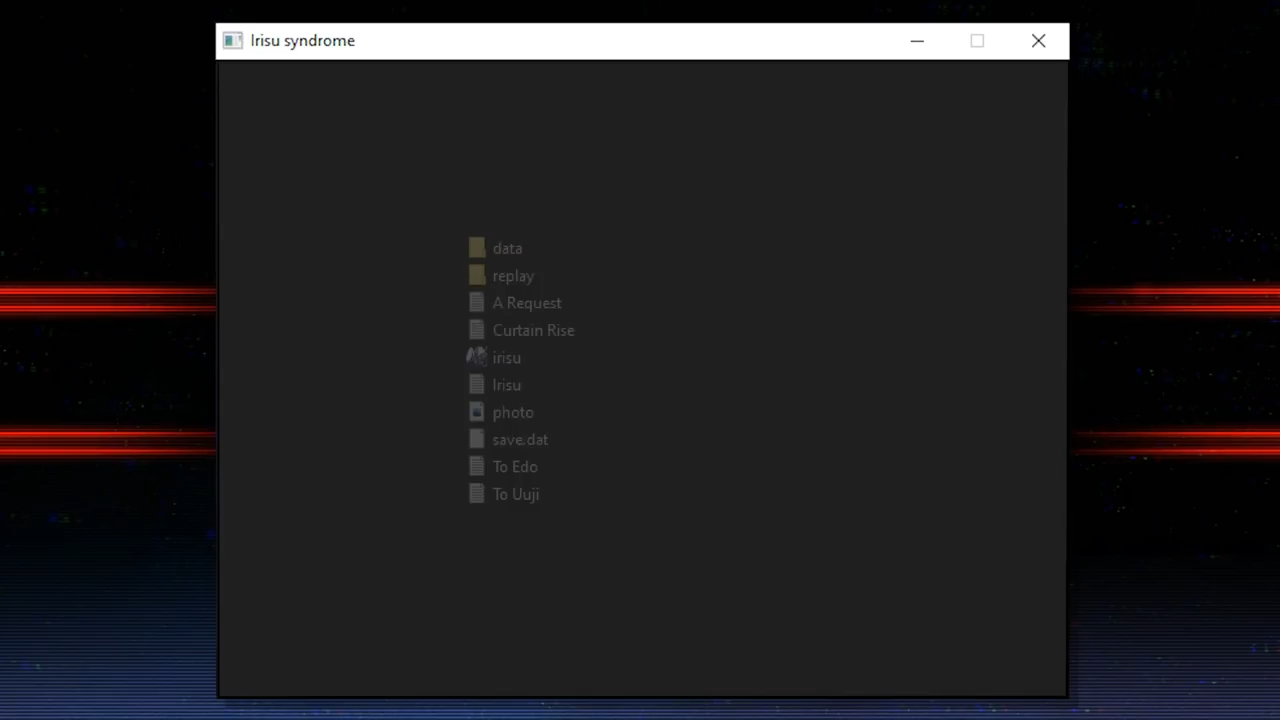 Irisu syndrome
data
replay
A Request
Curtain Rise
irisu
Irisu
photo
save.dat
To Edo
To Uuji